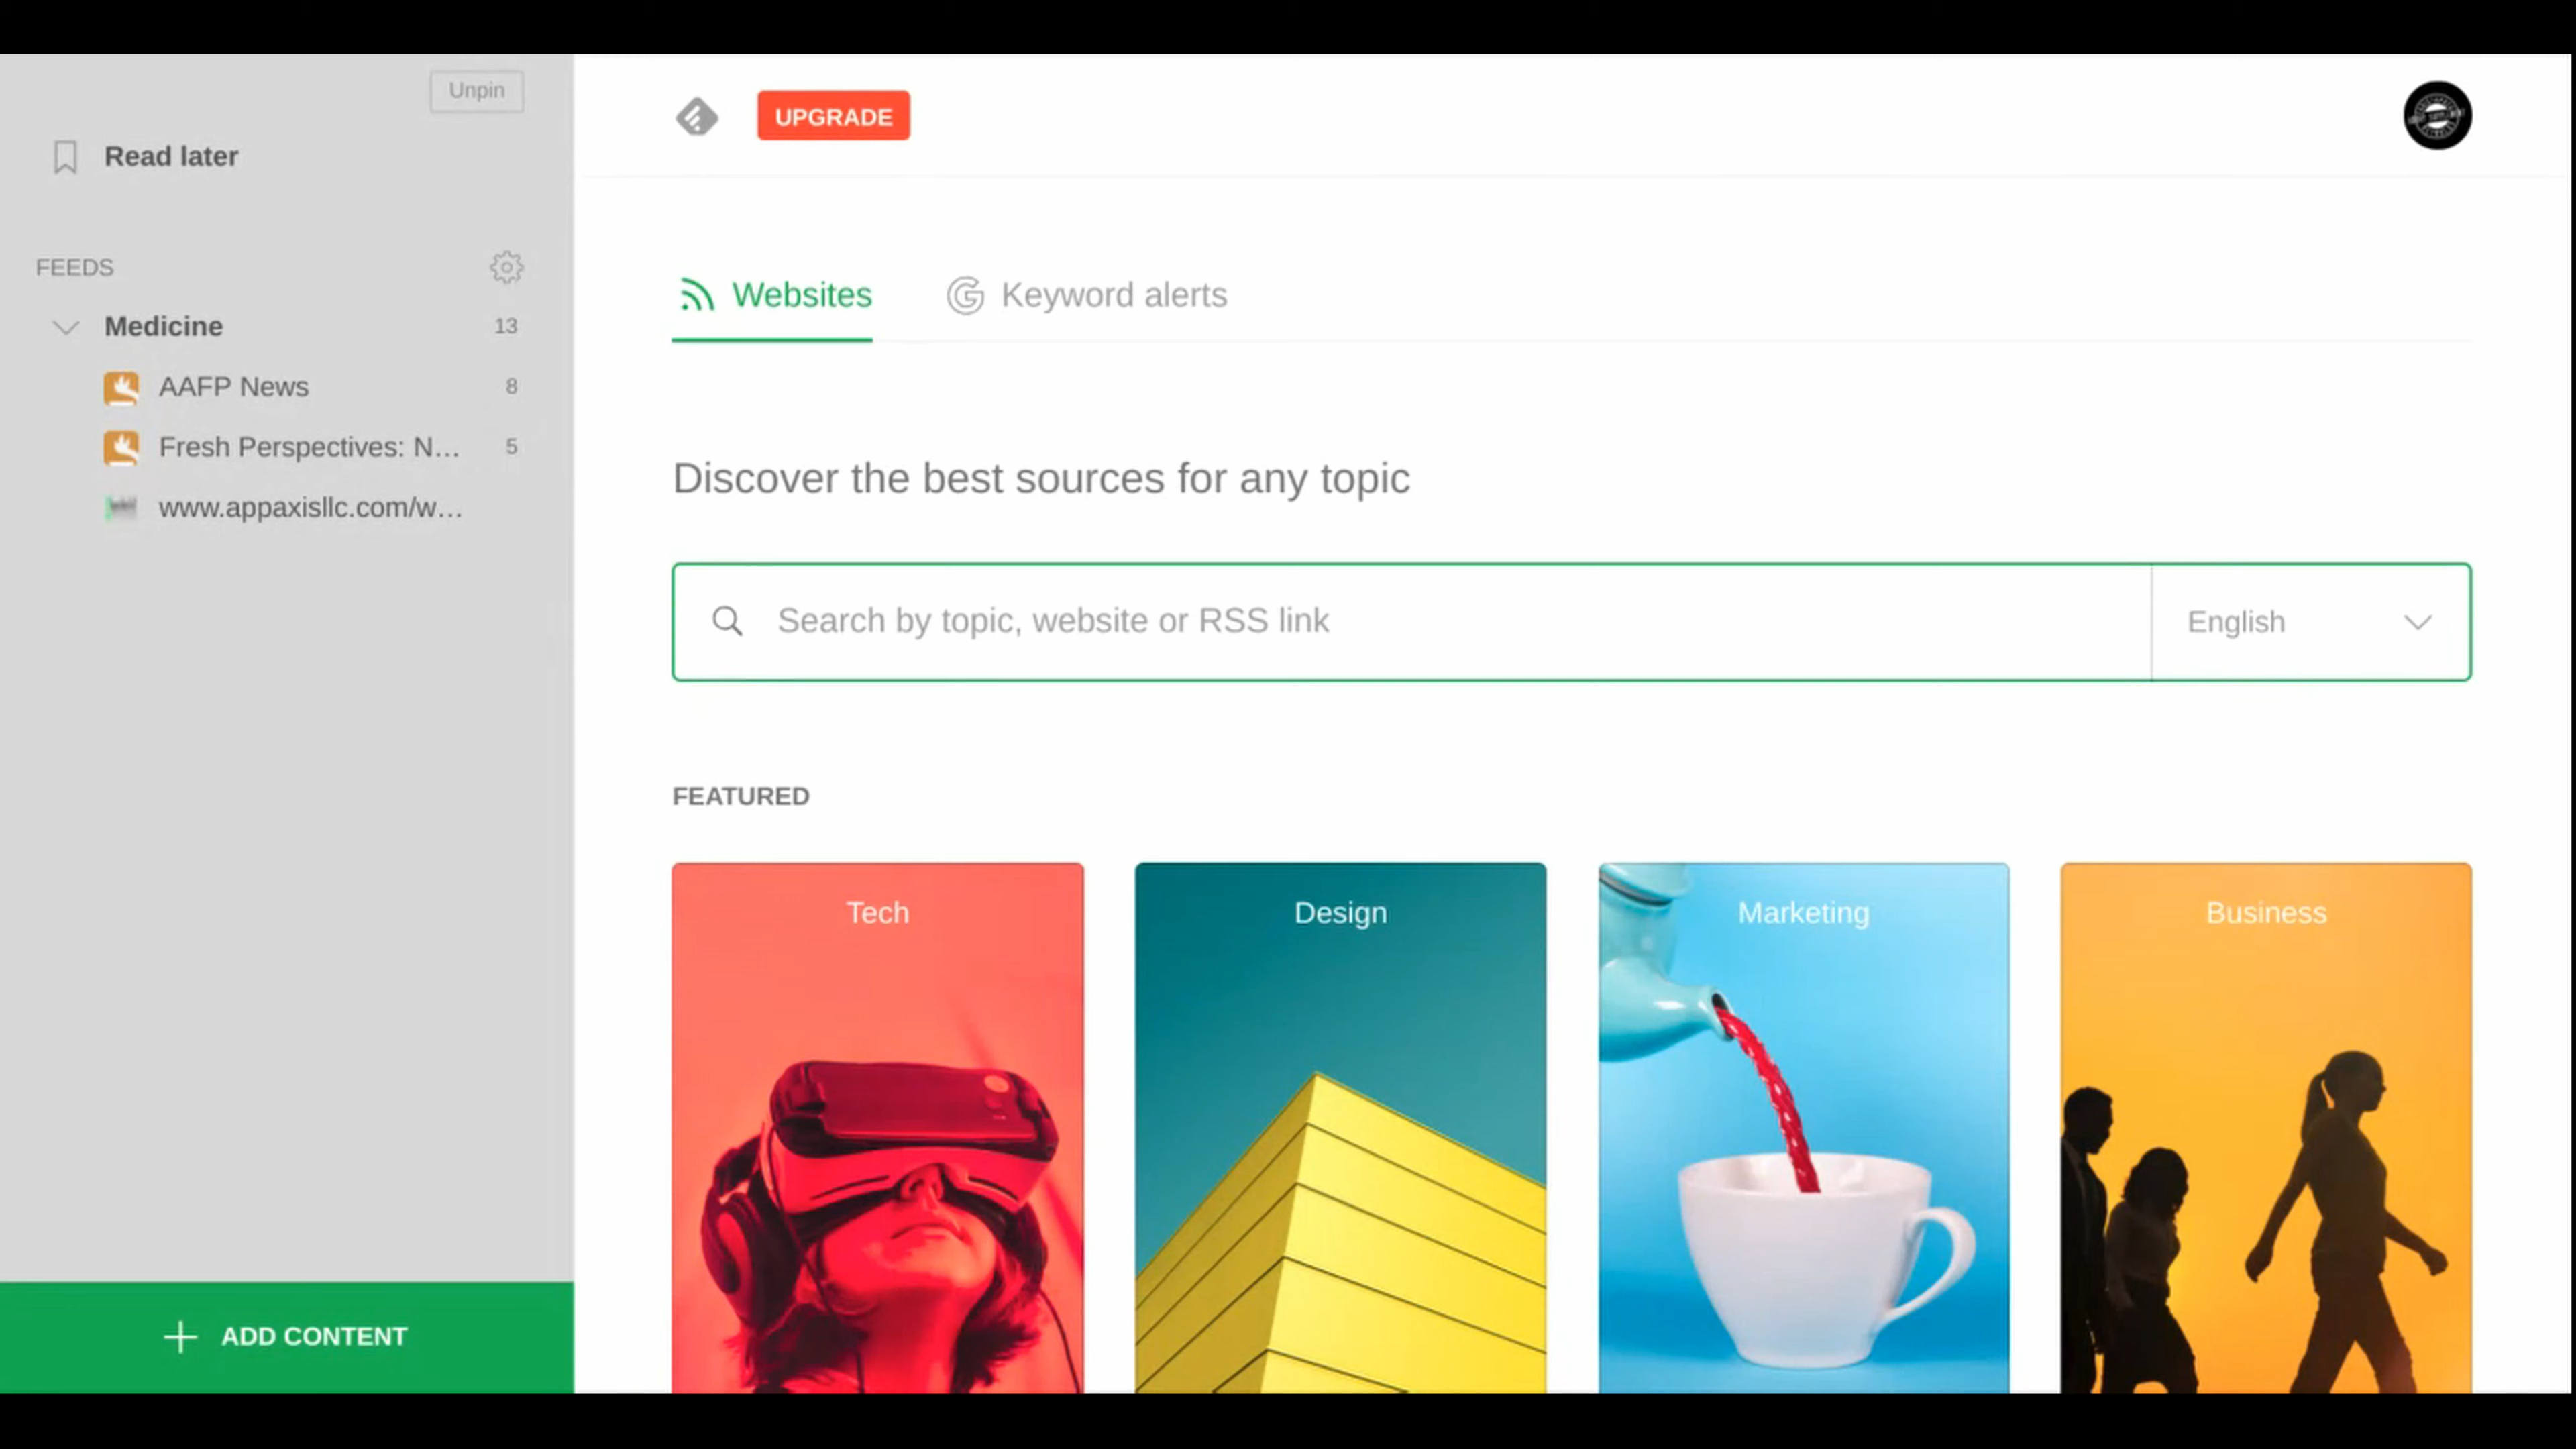 Unpin
Read later
FEEDS
Medicine 13
AAFP News 8
Fresh Perspectives: N... 5
www.appaxisllc.com/w...
ADD CONTENT
UPGRADE
Websites
Keyword alerts
Discover the best sources for any topic
Search by topic, website or RSS link
English
FEATURED
Tech
Design
Marketing
Business